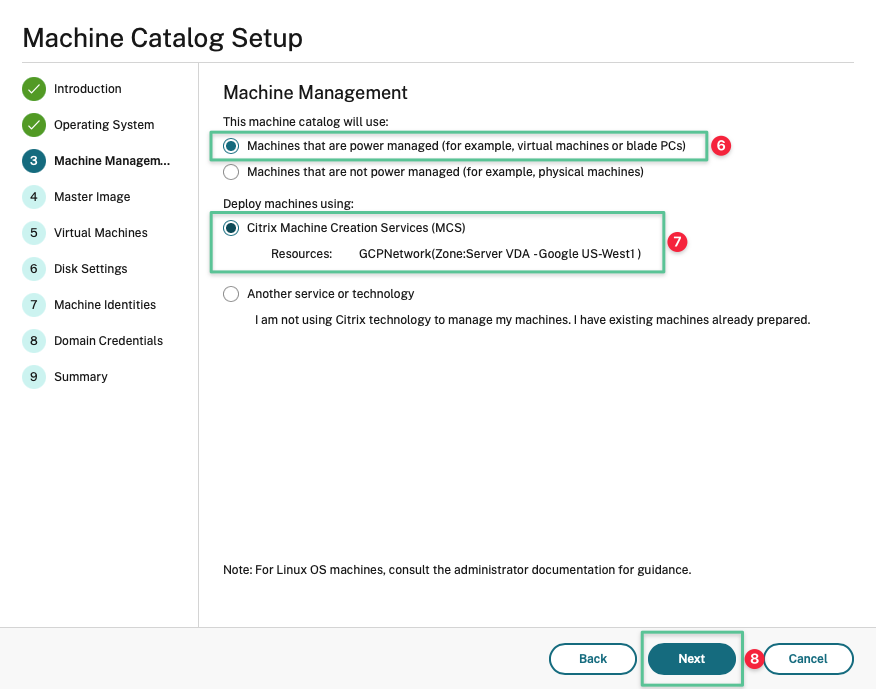 Machine Catalog Setup
Introduction
Operating System
3 Machine Managem...
4 Master Image
5 Virtual Machines
6 Disk Settings
7 Machine Identities
8 Domain Credentials
9 Summary
Machine Management
This machine catalog will use:
Machines that are power managed (for example, virtual machines or blade PCs) 6
Machines that are not power managed (for example, physical machines)
Deploy machines using:
Citrix Machine Creation Services (MCS)
7
Resources: GCPNetwork(Zone:Server VDA -Google US-West1 )
Another service or technology
I am not using Citrix technology to manage my machines. I have existing machines already prepared.
Note: For Linux OS machines, consult the administrator documentation for guidance.
Back Next 8 Cancel